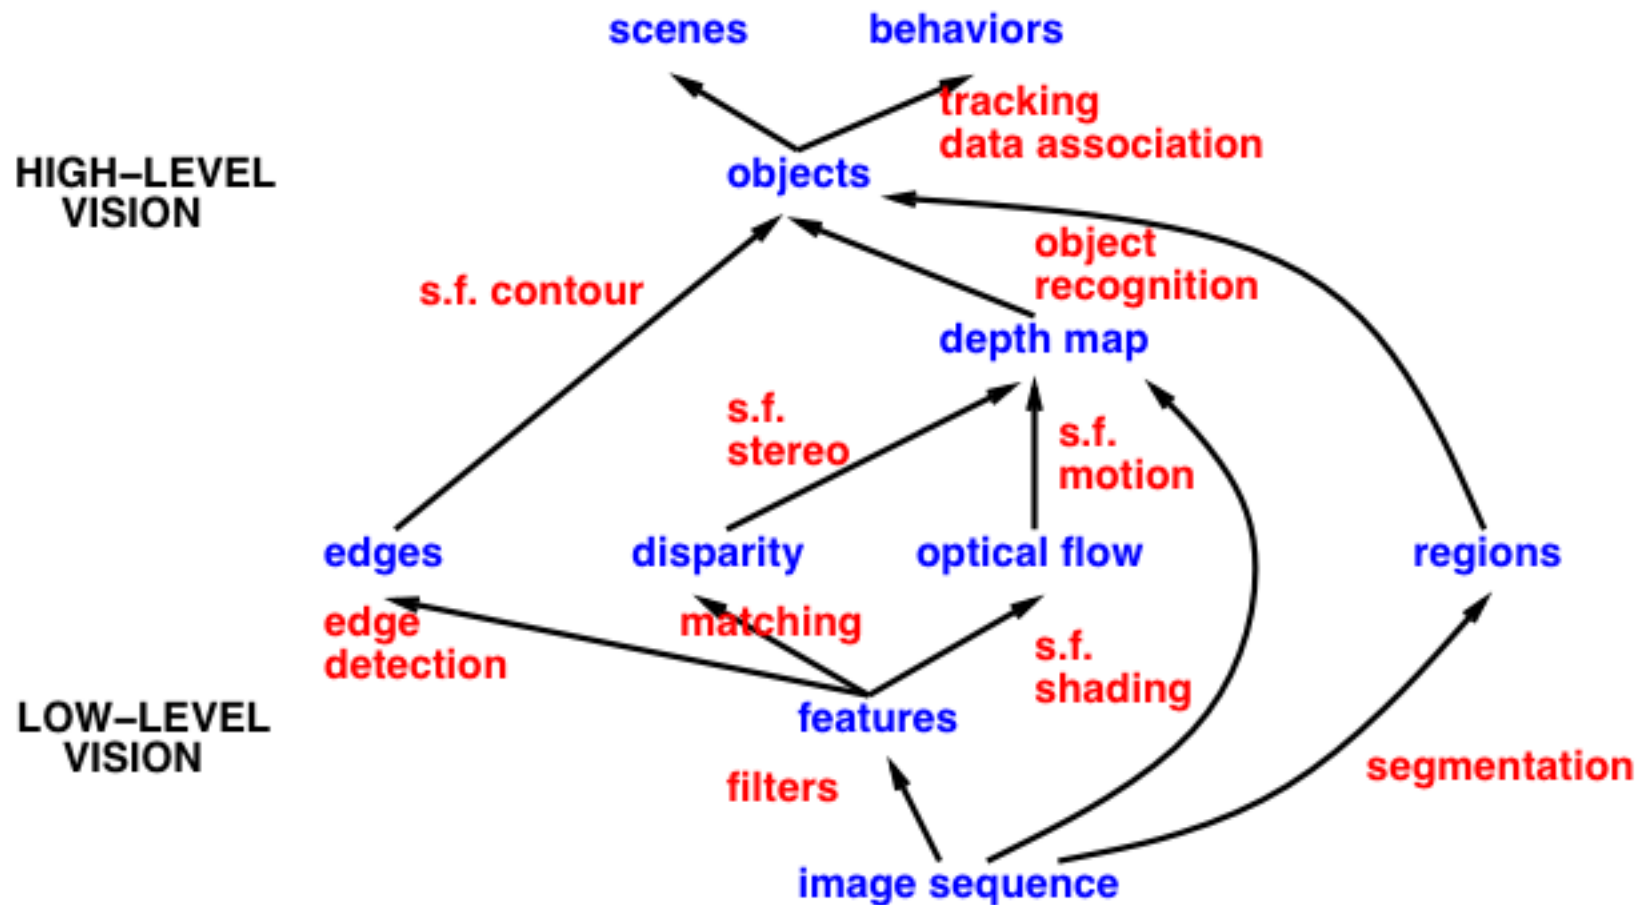 scenes behaviors
tracking
data association
HIGH–LEVEL
VISION
objects
object
recognition
s.f. contour
depth map
s.f.
stereo
s.f.
motion
edges disparity optical flow regions
edge
detection
matching
s.f.
shading
LOW–LEVEL
VISION
features
filters
segmentation
image sequence